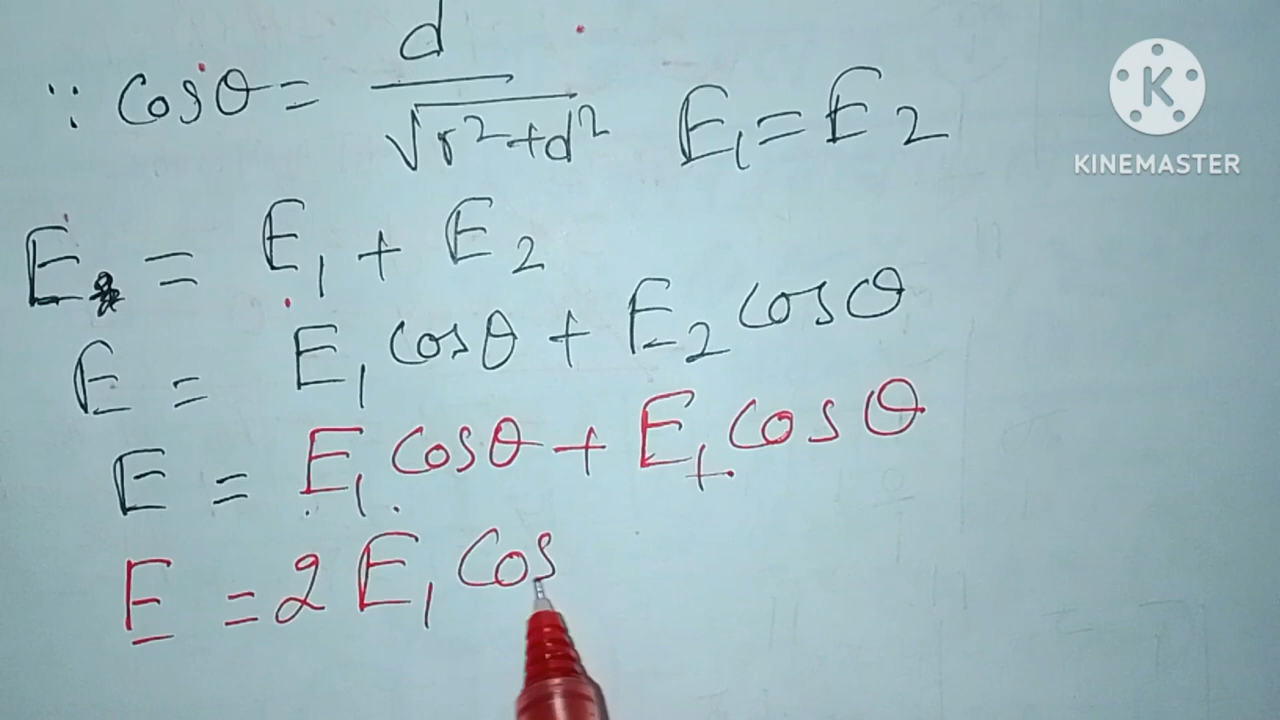 ∵ cosθ = d / √r²+d² E₁ = E₂
E = E₁ + E₂
E = E₁ cosθ + E₂ cosθ
E = E₁ cosθ + E₁ cosθ
E = 2 E₁ Cos
KINEMASTER